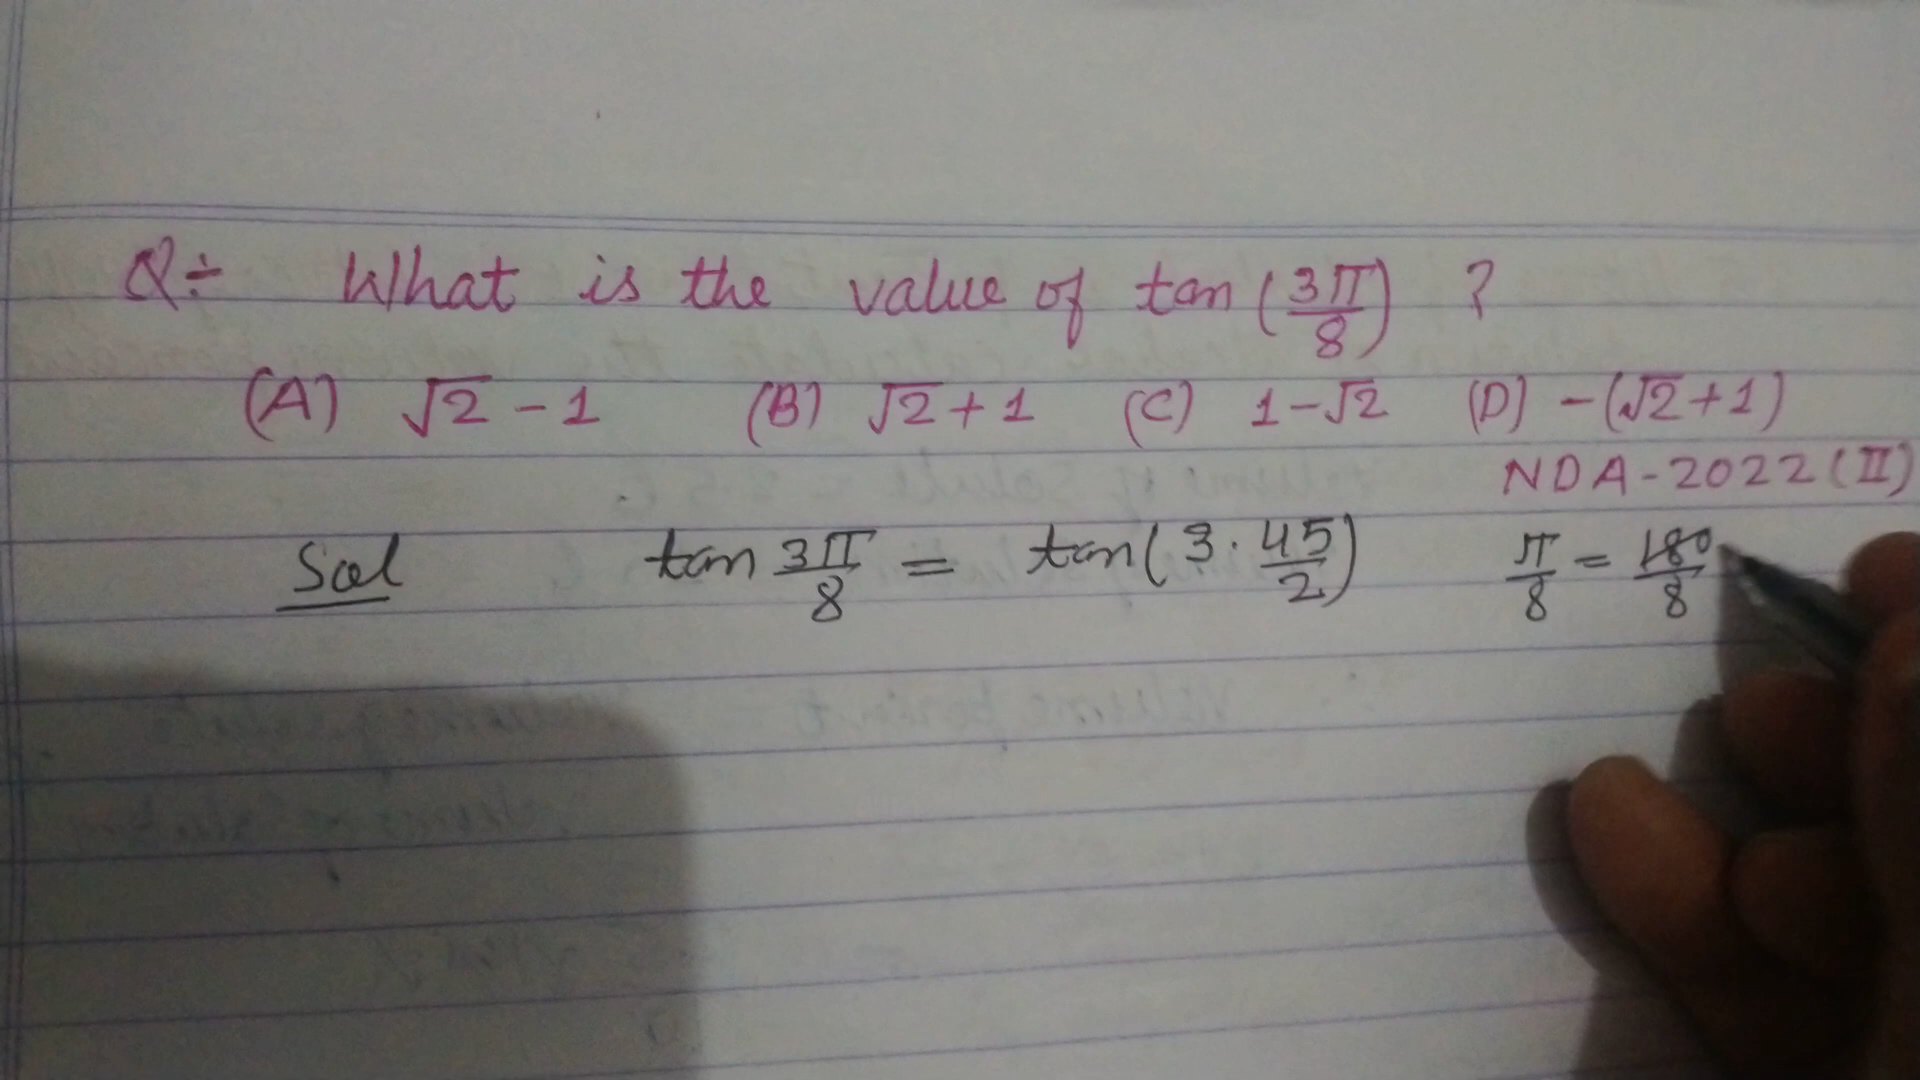 Q÷ What is the value of tan (3π/8) ?
(A) √2 - 1 (B) √2 + 1 (C) 1 - √2 (D) - (√2 + 1)
NDA - 2022 (II)
Sol tan 3π/8 = tan (3 · 45/2) π/8 = 180/8